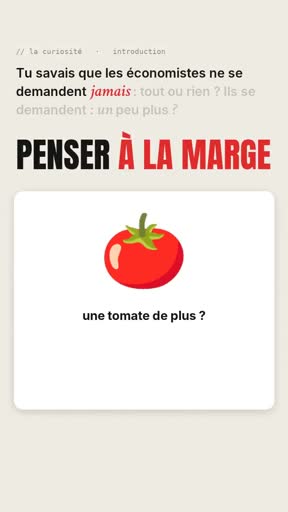 // la curiosité · introduction
Tu savais que les économistes ne se
demandent jamais : tout ou rien ? Ils se
demandent : un peu plus ?
PENSER À LA MARGE
une tomate de plus ?